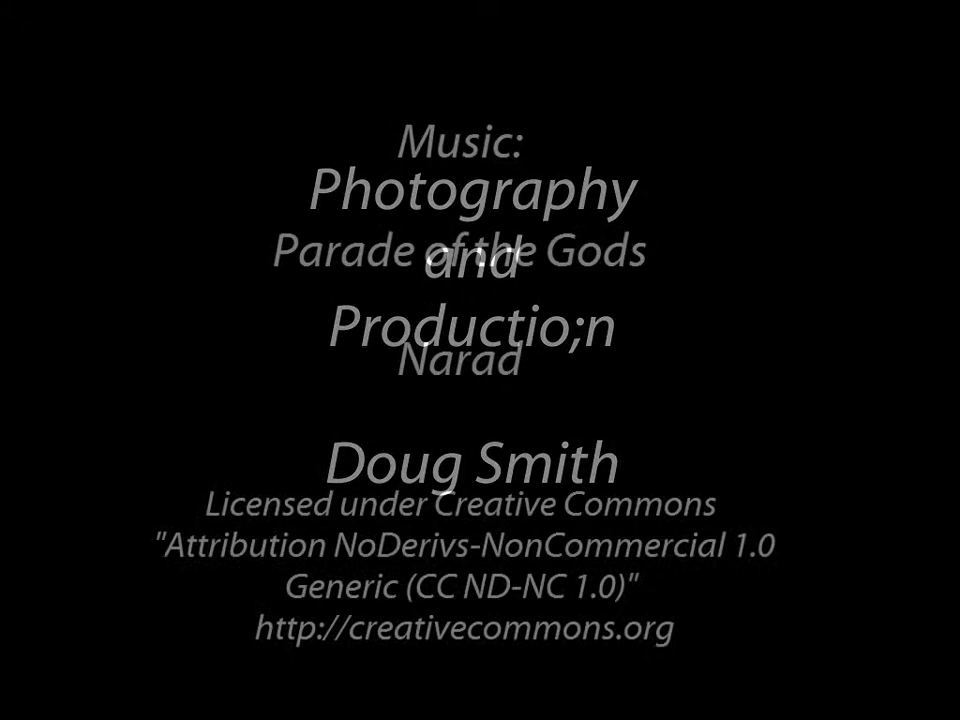 Music:
Photography
Parade of the Gods
and
Productio;n
Narad
Doug Smith
Licensed under Creative Commons
"Attribution NoDerivs-NonCommercial 1.0
Generic (CC ND-NC 1.0)"
http://creativecommons.org